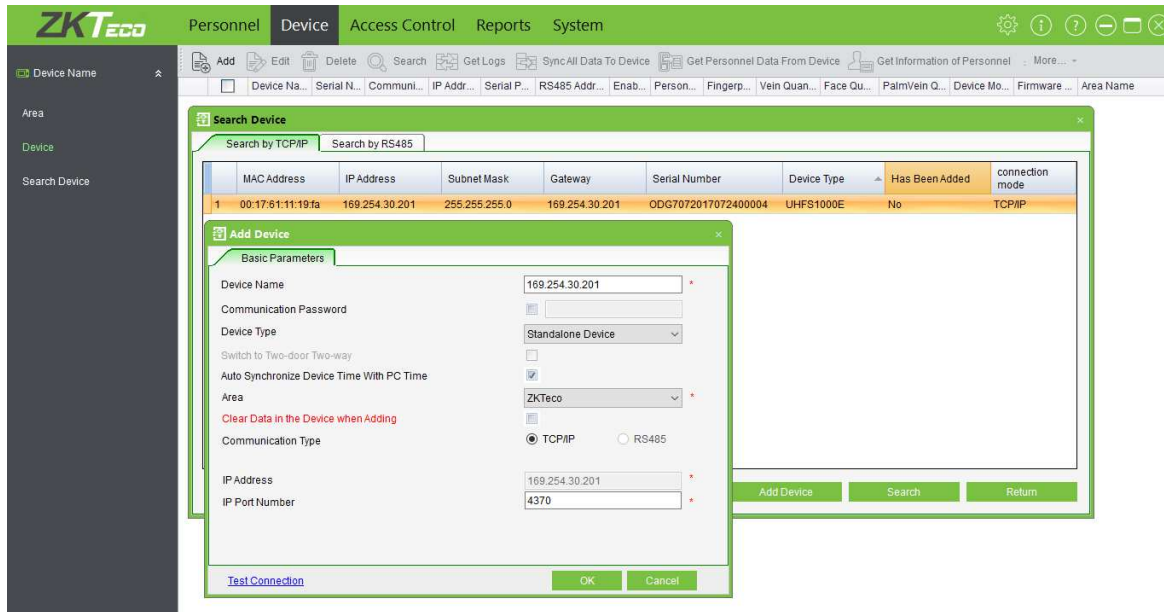 ZKTeco
Personnel Device Access Control Reports System
Device Name
Area
Device
Search Device
Add Edit Delete Search Get Logs Sync All Data To Device Get Personnel Data From Device Get Information of Personnel More...
Device Na... Serial N... Communi... IP Addr... Serial P... RS485 Addr... Enab... Person... Fingerp... Vein Quan... Face Qu... PalmVein Q... Device Mo... Firmware ... Area Name
Search Device
Search by TCP/IP Search by RS485
MAC Address IP Address Subnet Mask Gateway Serial Number Device Type Has Been Added connection mode
1 00:17:61:11:19:fa 169.254.30.201 255.255.255.0 169.254.30.201 ODG7072017072400004 UHFS1000E No TCP/IP
Add Device
Basic Parameters
Device Name 169.254.30.201 *
Communication Password
Device Type Standalone Device
Switch to Two-door Two-way
Auto Synchronize Device Time With PC Time
Area ZKTeco *
Clear Data in the Device when Adding
Communication Type TCP/IP RS485
IP Address 169.254.30.201 *
IP Port Number 4370 *
Test Connection OK Cancel
Add Device Search Return